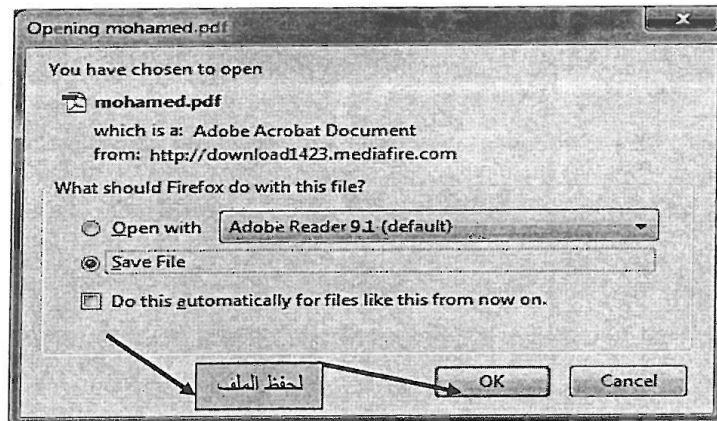 Opening mohamed.pdf
You have chosen to open
mohamed.pdf
which is a: Adobe Acrobat Document
from: http://download1423.mediafire.com
What should Firefox do with this file?
Open with Adobe Reader 9.1 (default)
Save File
Do this automatically for files like this from now on.
لحفظ الملف OK Cancel